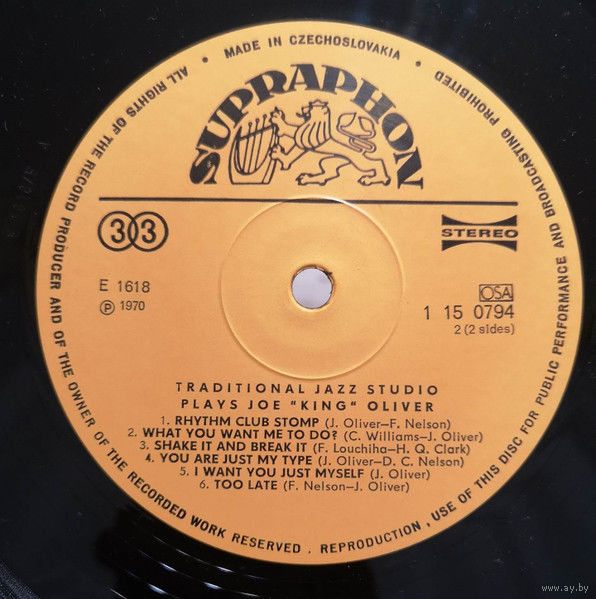 ALL RIGHTS OF THE RECORD PRODUCER AND OF THE OWNER OF THE RECORDED WORK RESERVED . REPRODUCTION , USE OF THIS DISC FOR PUBLIC PERFORMANCE AND BROADCASTING PROHIBITED
• MADE IN CZECHOSLOVAKIA •
SUPRAPHON
33
STEREO
E 1618
Ⓟ 1970
OSA
1 15 0794
2 (2 sides)
TRADITIONAL JAZZ STUDIO
PLAYS JOE "KING" OLIVER
1. RHYTHM CLUB STOMP (J. Oliver—F. Nelson)
2. WHAT YOU WANT ME TO DO? (C. Williams—J. Oliver)
3. SHAKE IT AND BREAK IT (F. Louchiha—H. Q. Clark)
4. YOU ARE JUST MY TYPE (J. Oliver—D. C. Nelson)
5. I WANT YOU JUST MYSELF (J. Oliver)
6. TOO LATE (F. Nelson—J. Oliver)
www.ay.by